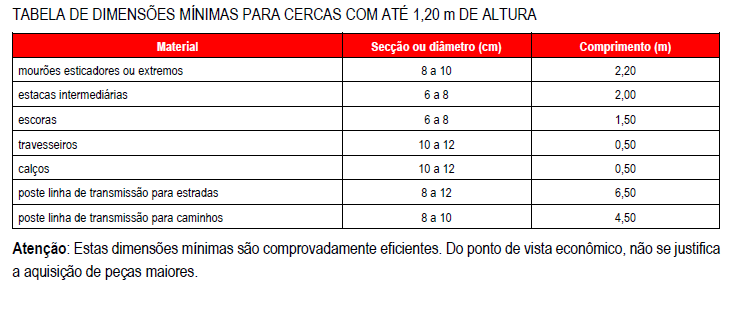 TABELA DE DIMENSÕES MÍNIMAS PARA CERCAS COM ATÉ 1,20 m DE ALTURA
Material Secção ou diâmetro (cm) Comprimento (m)
mourões esticadores ou extremos 8 a 10 2,20
estacas intermediárias 6 a 8 2,00
escoras 6 a 8 1,50
travesseiros 10 a 12 0,50
calços 10 a 12 0,50
poste linha de transmissão para estradas 8 a 12 6,50
poste linha de transmissão para caminhos 8 a 10 4,50
Atenção: Estas dimensões mínimas são comprovadamente eficientes. Do ponto de vista econômico, não se justifica
a aquisição de peças maiores.